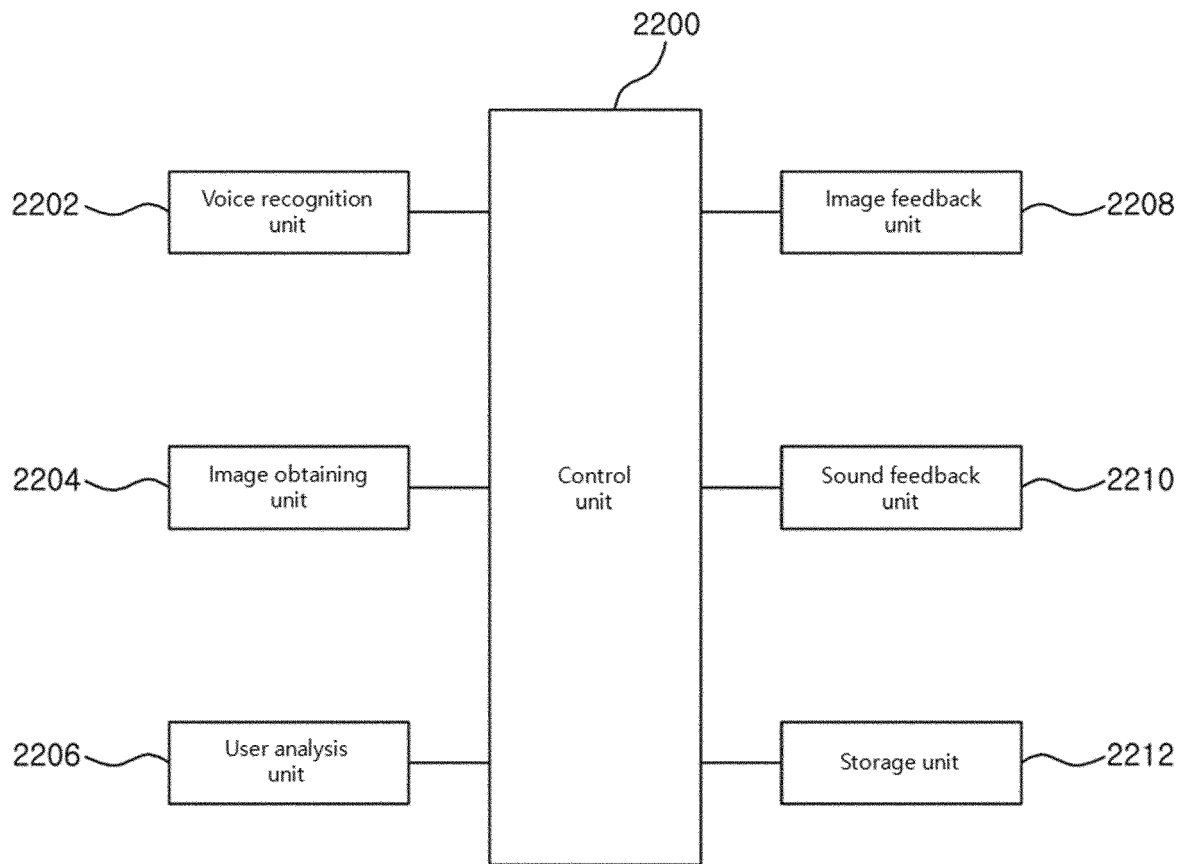 2200
2202
Voice recognition
unit
Image feedback
unit
2208
2204
Image obtaining
unit
Control
unit
Sound feedback
unit
2210
2206
User analysis
unit
Storage unit
2212